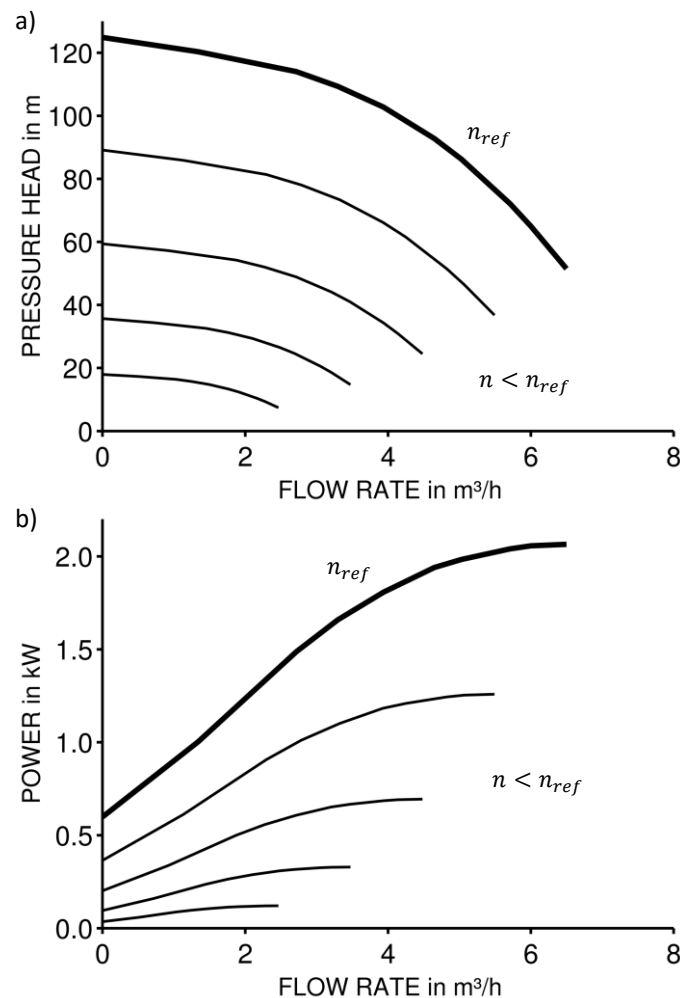 a)
PRESSURE HEAD in m
120
100
80
60
40
20
0
n_ref
n < n_ref
0 2 4 6 8
FLOW RATE in m³/h
b)
POWER in kW
2.0
1.5
1.0
0.5
0.0
n_ref
n < n_ref
0 2 4 6 8
FLOW RATE in m³/h